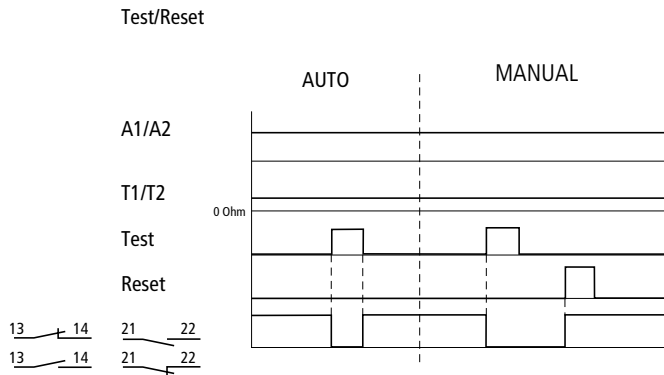 Test/Reset
AUTO MANUAL
A1/A2
T1/T2
0 Ohm
Test
Reset
13 14 21 22
13 14 21 22